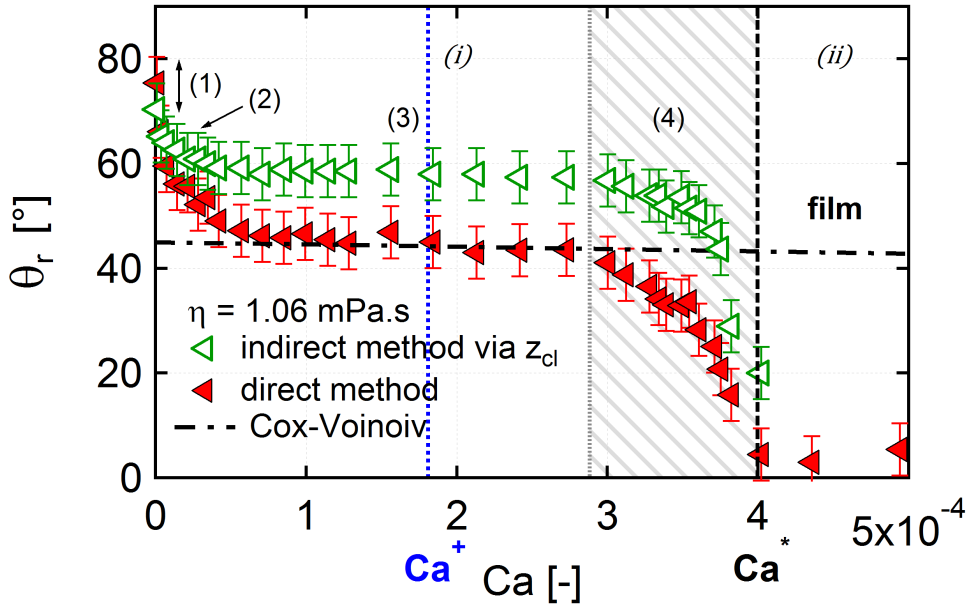 80
60
40
20
0
θr [°]
(i)
(ii)
(1)
(2)
(3)
(4)
film
η = 1.06 mPa.s
indirect method via zcl
direct method
Cox-Voinoiv
0
1
2
3
4
5x10-4
Ca+
Ca [-]
Ca*